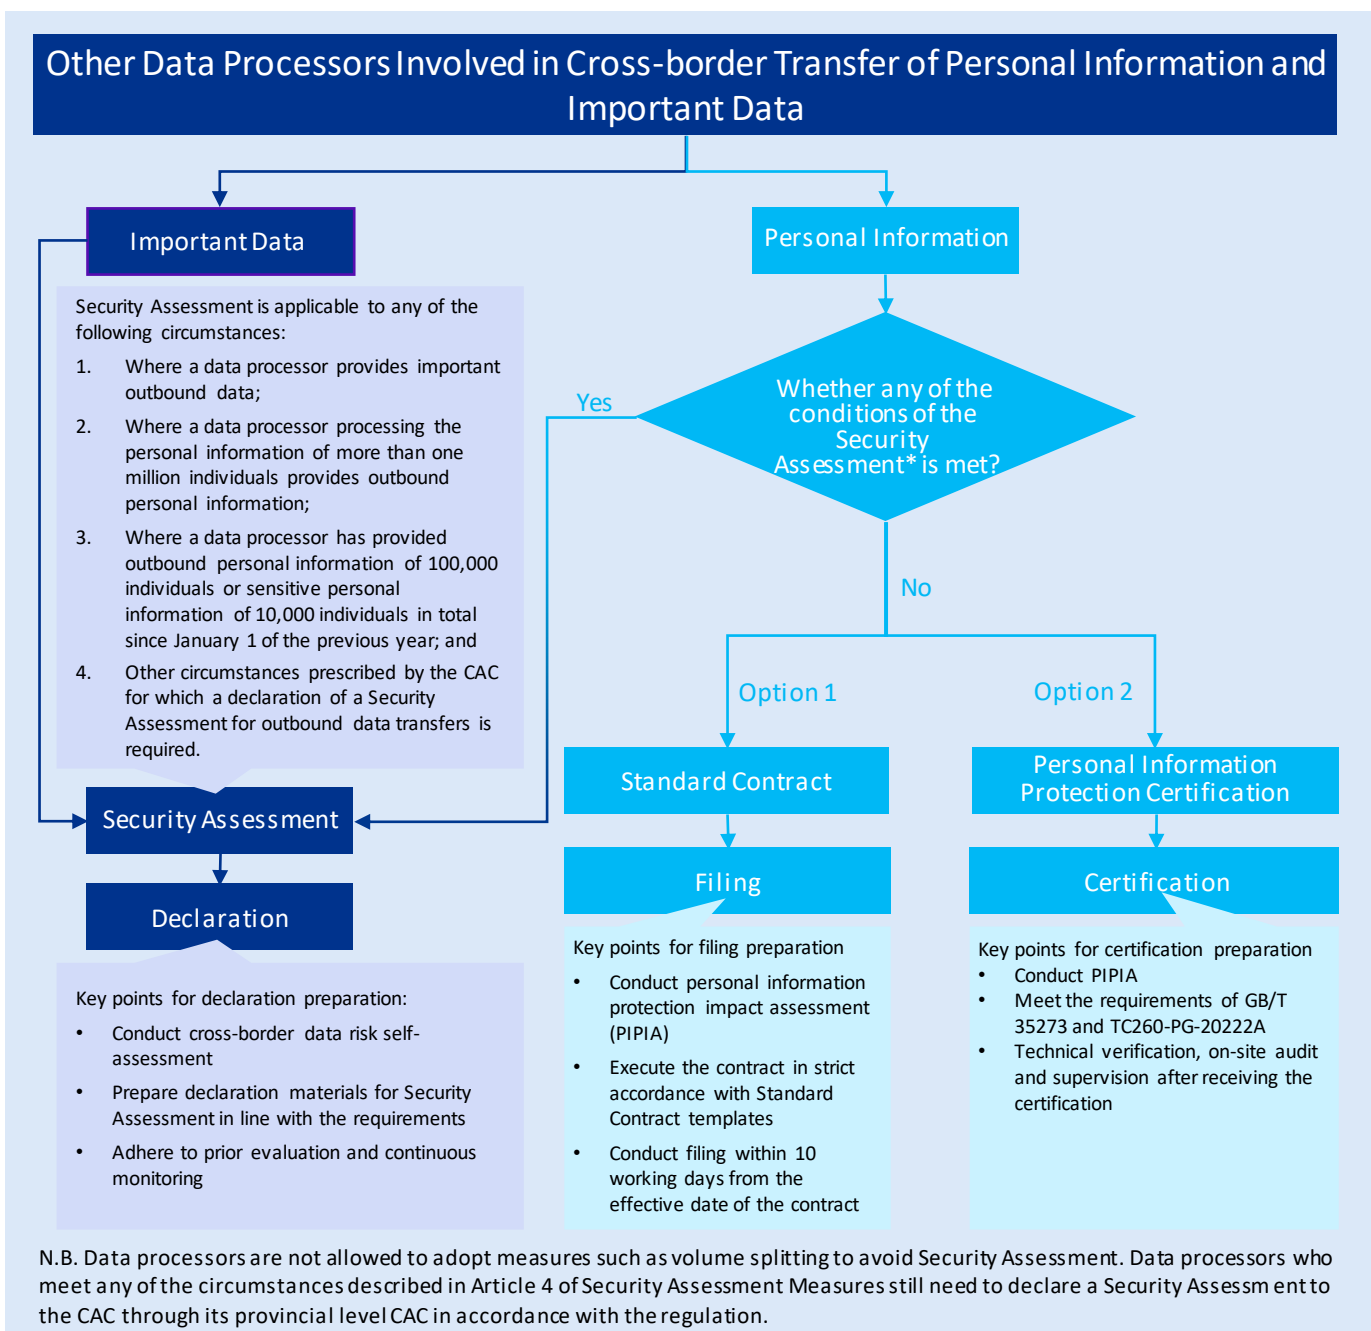 Other Data Processors Involved in Cross-border Transfer of Personal Information and
Important Data
Important Data
Personal Information
Security Assessment is applicable to any of the
following circumstances:
1. Where a data processor provides important
outbound data;
2. Where a data processor processing the
personal information of more than one
million individuals provides outbound
personal information;
3. Where a data processor has provided
outbound personal information of 100,000
individuals or sensitive personal
information of 10,000 individuals in total
since January 1 of the previous year; and
4. Other circumstances prescribed by the CAC
for which a declaration of a Security
Assessment for outbound data transfers is
required.
Yes
Whether any of the
conditions of the
Security
Assessment* is met?
No
Option 1
Option 2
Security Assessment
Standard Contract
Personal Information
Protection Certification
Declaration
Filing
Certification
Key points for declaration preparation:
• Conduct cross-border data risk self-
assessment
• Prepare declaration materials for Security
Assessment in line with the requirements
• Adhere to prior evaluation and continuous
monitoring
Key points for filing preparation
• Conduct personal information
protection impact assessment
(PIPIA)
• Execute the contract in strict
accordance with Standard
Contract templates
• Conduct filing within 10
working days from the
effective date of the contract
Key points for certification preparation
• Conduct PIPIA
• Meet the requirements of GB/T
35273 and TC260-PG-20222A
• Technical verification, on-site audit
and supervision after receiving the
certification
N.B. Data processors are not allowed to adopt measures such as volume splitting to avoid Security Assessment. Data processors who
meet any of the circumstances described in Article 4 of Security Assessment Measures still need to declare a Security Assessment to
the CAC through its provincial level CAC in accordance with the regulation.